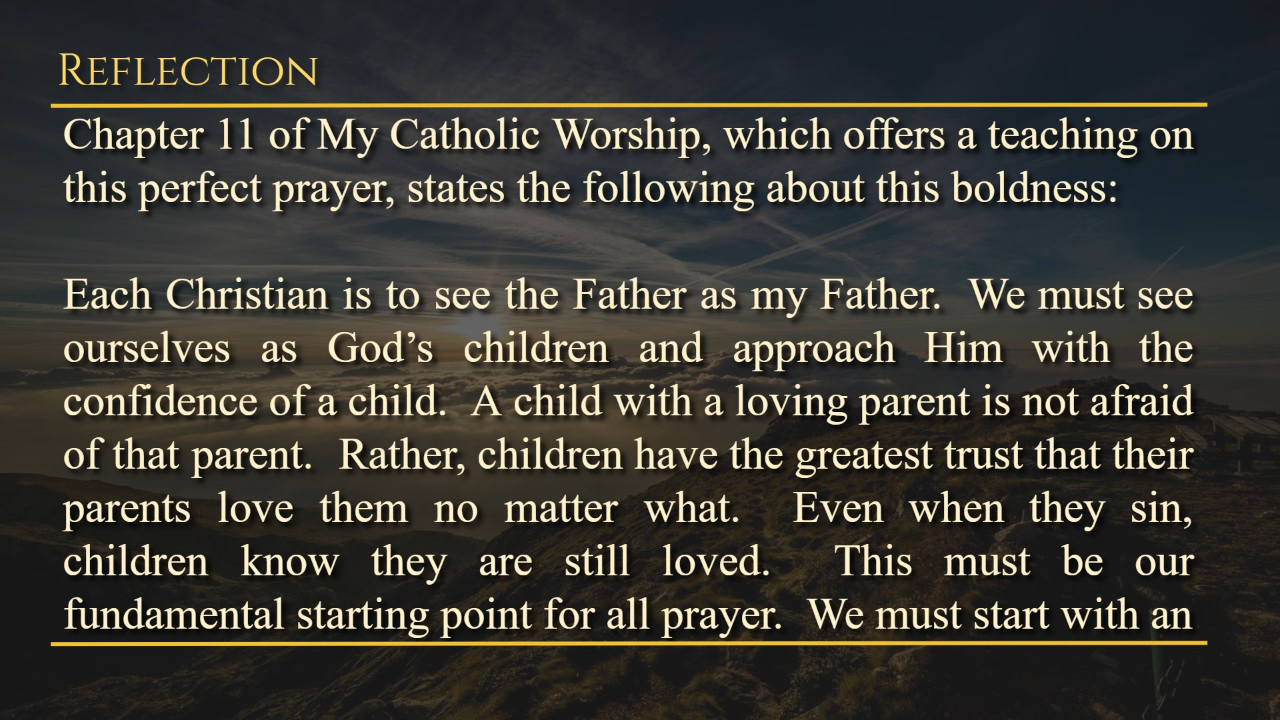 Reflection
Chapter 11 of My Catholic Worship, which offers a teaching on
this perfect prayer, states the following about this boldness:
Each Christian is to see the Father as my Father.  We must see
ourselves as God’s children and approach Him with the
confidence of a child.  A child with a loving parent is not afraid
of that parent.  Rather, children have the greatest trust that their
parents love them no matter what.  Even when they sin,
children know they are still loved.  This must be our
fundamental starting point for all prayer.  We must start with an